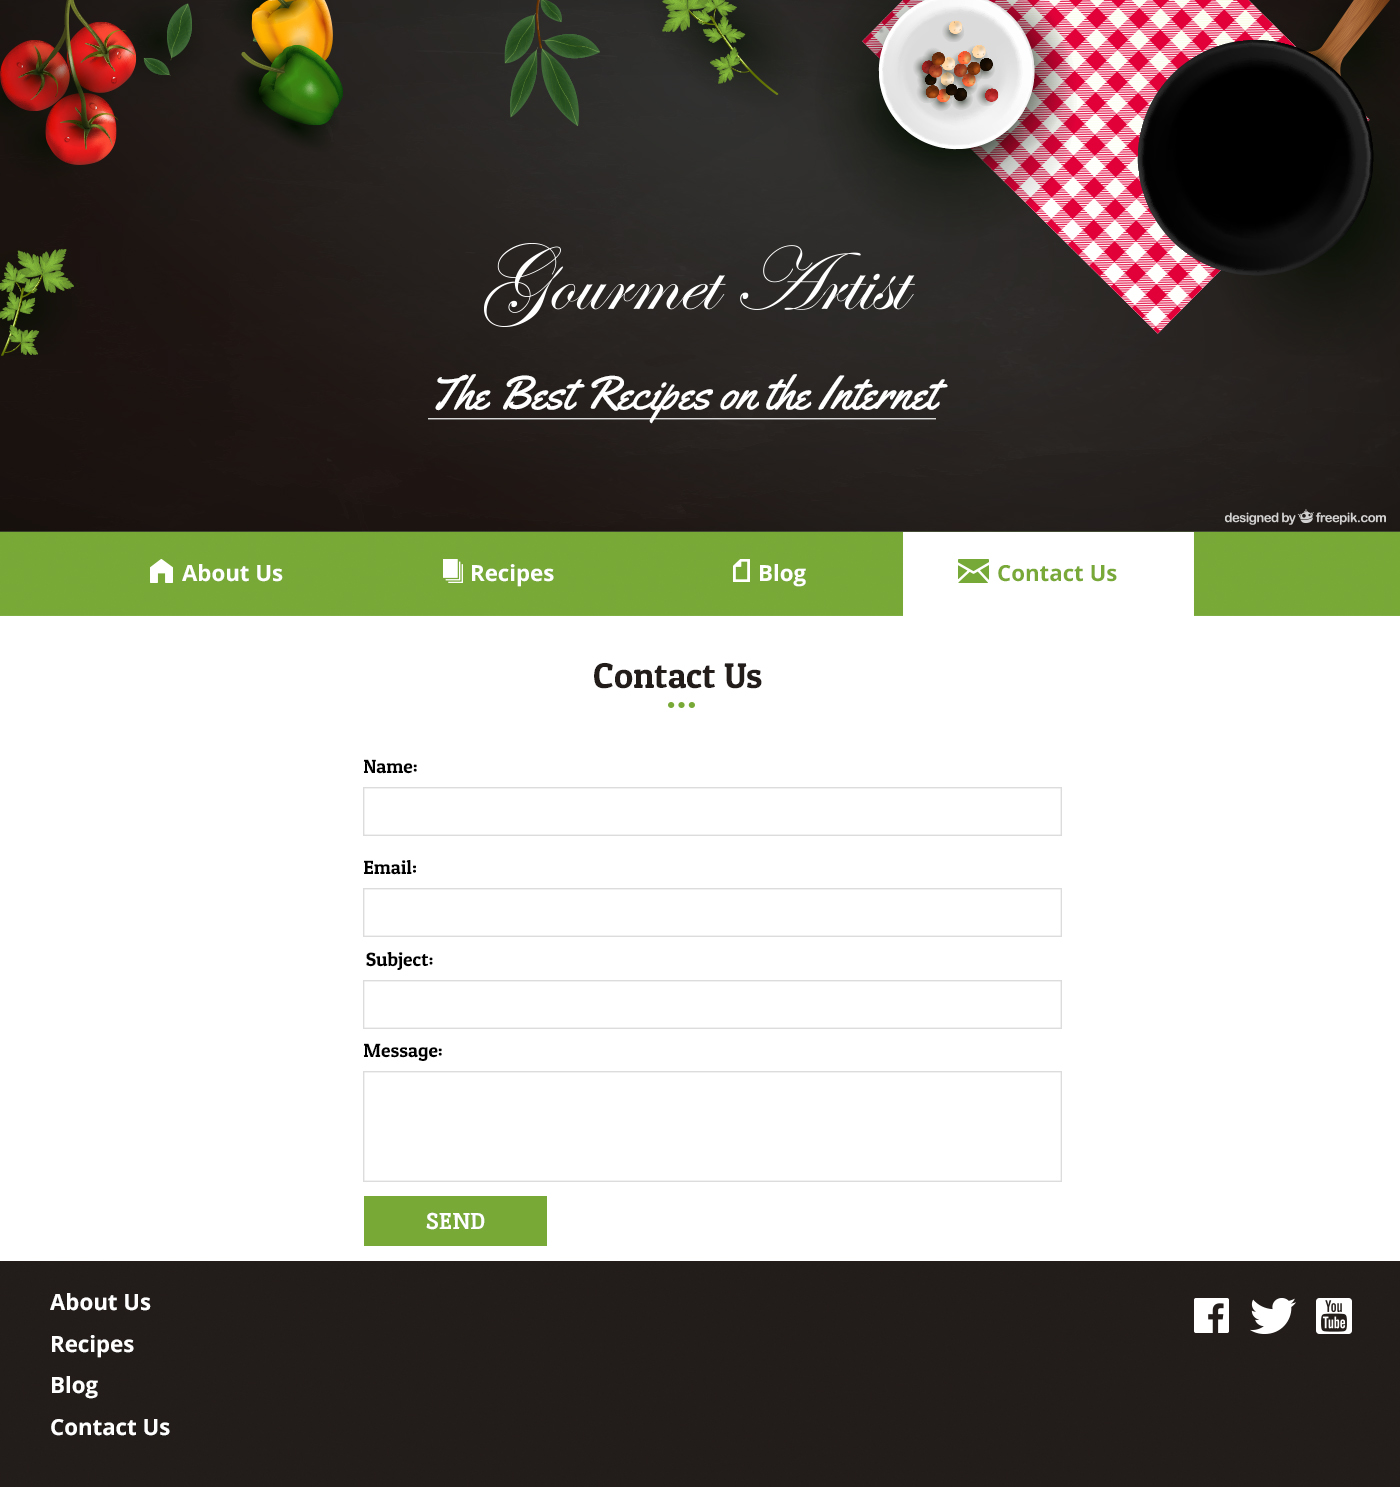 Gourmet Artist
The Best Recipes on the Internet
designed by freepik.com
About Us
Recipes
Blog
Contact Us
Contact Us
Name:
Email:
Subject:
Message:
SEND
About Us
Recipes
Blog
Contact Us
You
Tube